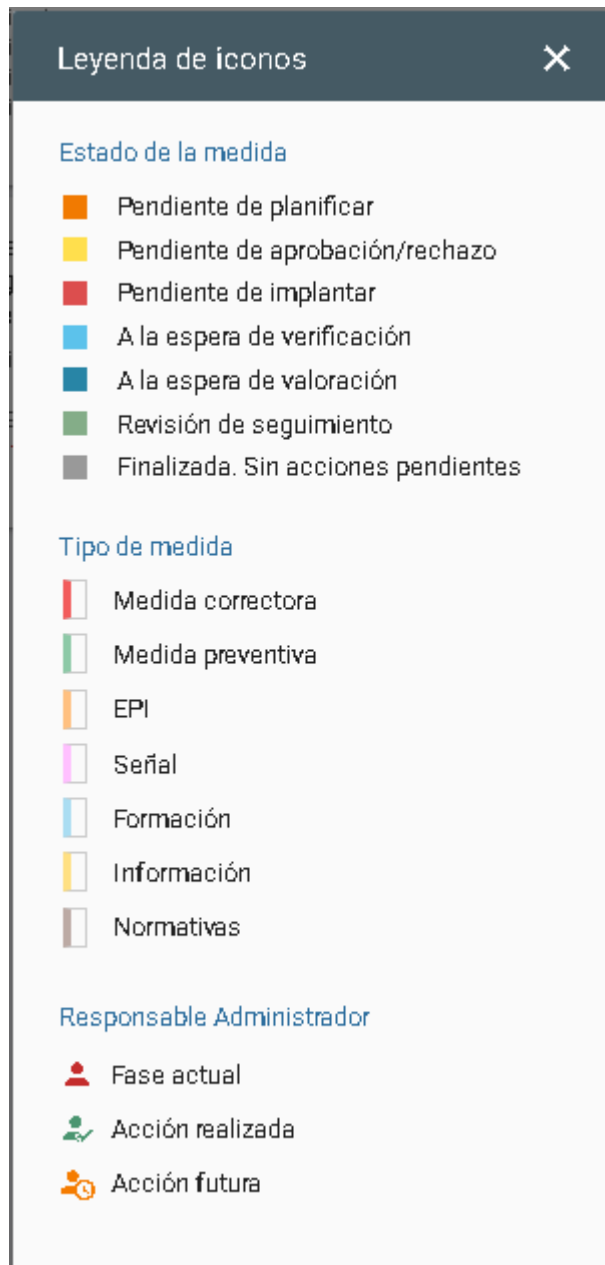 Leyenda de íconos
Estado de la medida
Pendiente de planificar
Pendiente de aprobación/rechazo
Pendiente de implantar
A la espera de verificación
A la espera de valoración
Revisión de seguimiento
Finalizada. Sin acciones pendientes
Tipo de medida
Medida correctora
Medida preventiva
EPI
Señal
Formación
Información
Normativas
Responsable Administrador
Fase actual
Acción realizada
Acción futura